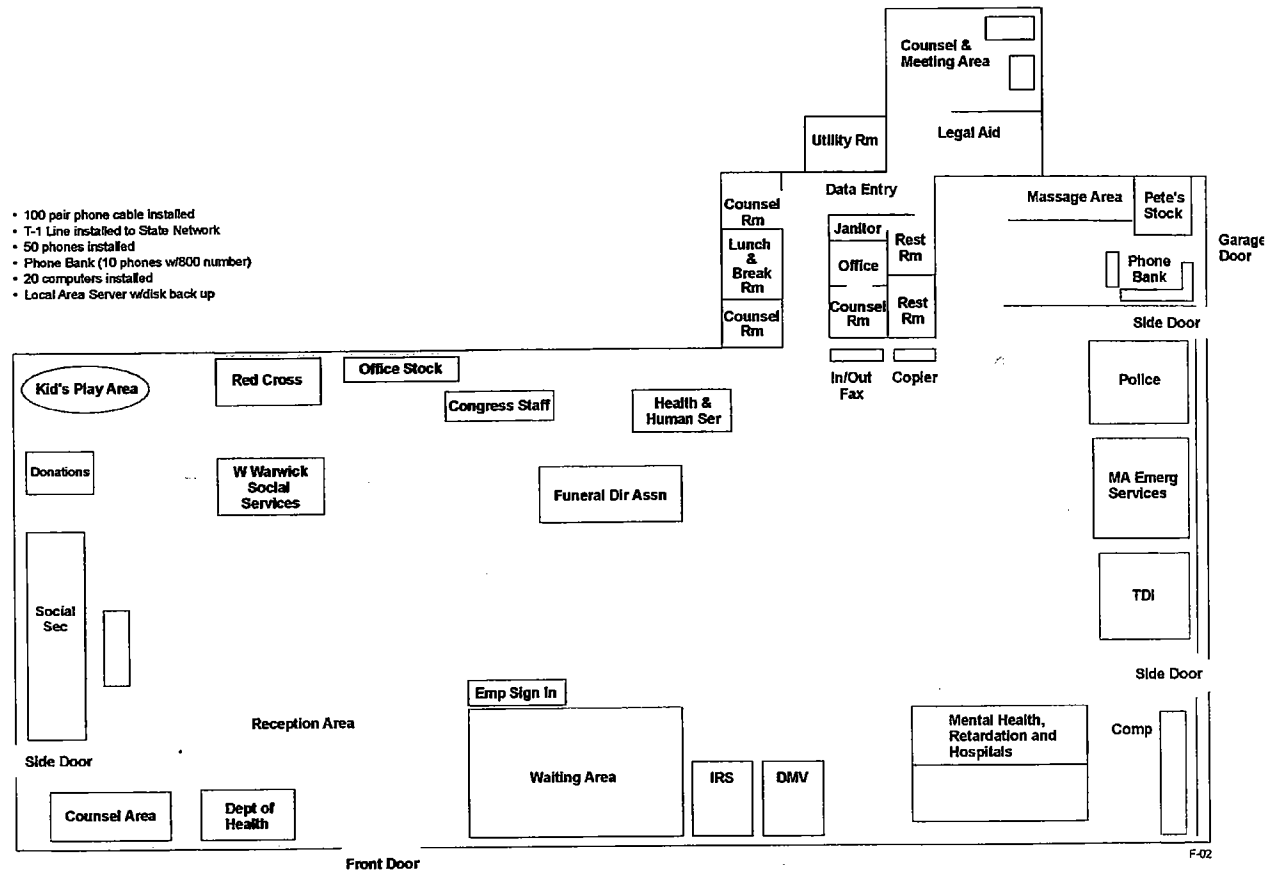 Counsel &
Meeting Area
Utility Rm
Legal Aid
Data Entry
Massage Area
Pete's
Stock
• 100 pair phone cable installed
• T-1 Line installed to State Network
• 50 phones installed
• Phone Bank (10 phones w/800 number)
• 20 computers installed
• Local Area Server w/disk back up
Counsel
Rm
Lunch
&
Break
Rm
Counsel
Rm
Janitor
Office
Counsel
Rm
Rest
Rm
Rest
Rm
Garage
Door
Phone
Bank
Side Door
In/Out
Fax
Copier
Kid's Play Area
Red Cross
Office Stock
Congress Staff
Health &
Human Ser
Police
Donations
W Warwick
Social
Services
Funeral Dir Assn
MA Emerg
Services
Social
Sec
TDI
Side Door
Emp Sign In
Reception Area
Waiting Area
IRS
DMV
Mental Health,
Retardation and
Hospitals
Comp
Side Door
Counsel Area
Dept of
Health
Front Door
F-02